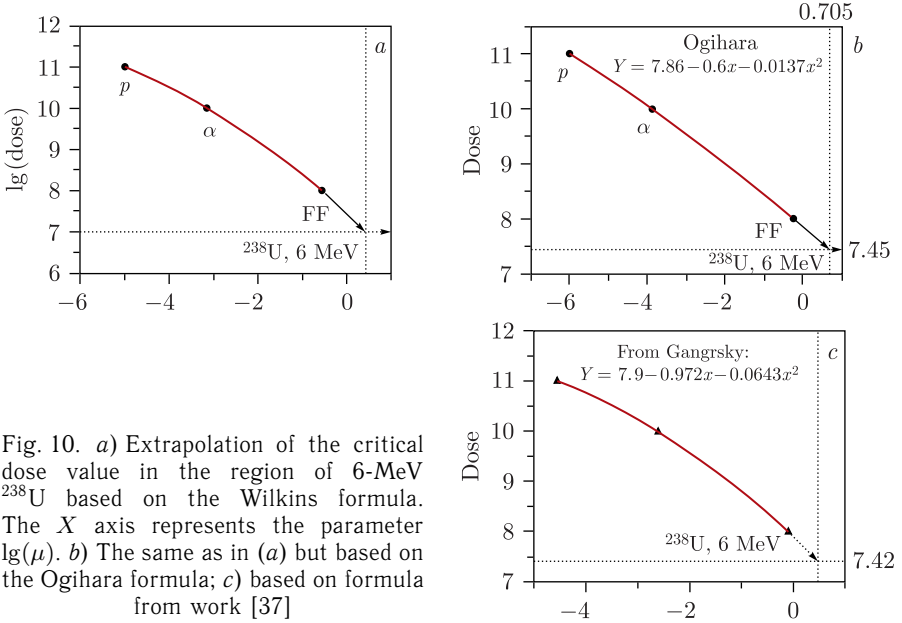 12
11
10
9
8
7
6
lg (dose)
a
p
α
FF
²³⁸U, 6 MeV
−6
−4
−2
0
0.705
11
10
9
8
7
Dose
b
Ogihara
Y = 7.86−0.6x−0.0137x²
p
α
FF
²³⁸U, 6 MeV
7.45
−6
−4
−2
0
12
11
10
9
8
7
Dose
c
From Gangrsky:
Y = 7.9−0.972x−0.0643x²
²³⁸U, 6 MeV
7.42
−4
−2
0
Fig. 10. a) Extrapolation of the critical
dose value in the region of 6-MeV
²³⁸U based on the Wilkins formula.
The X axis represents the parameter
lg(μ). b) The same as in (a) but based on
the Ogihara formula; c) based on formula
from work [37]